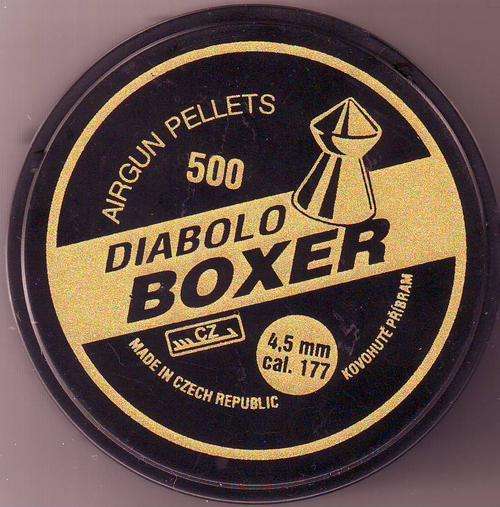 AIRGUN PELLETS
500
DIABOLO
BOXER
CZ
4,5 mm
cal. 177
MADE IN CZECH REPUBLIC
KOVOHUTĚ PŘÍBRAM